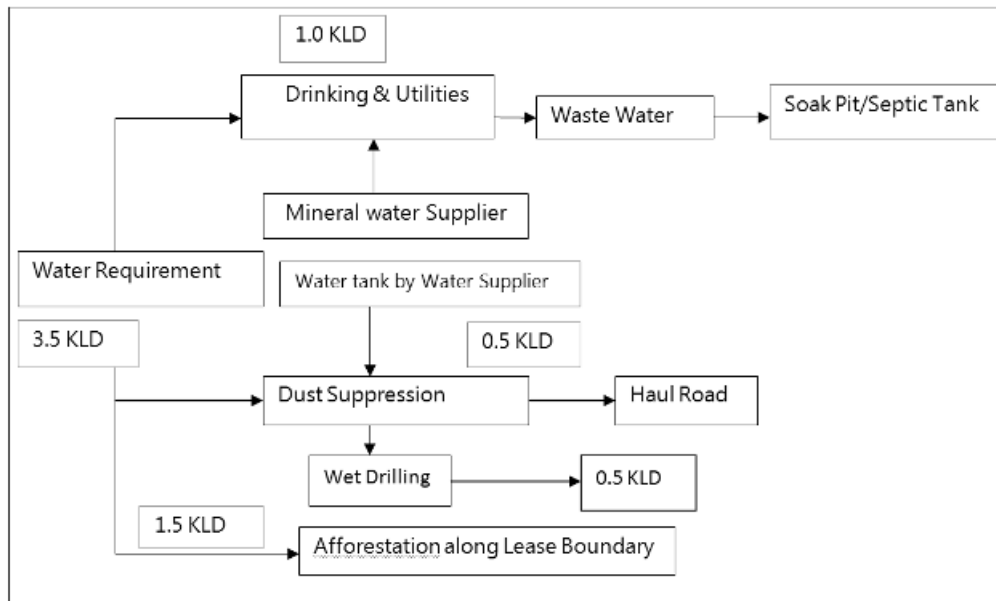 1.0 KLD
Drinking & Utilities
Waste Water
Soak Pit/Septic Tank
Mineral water Supplier
Water Requirement
Water tank by Water Supplier
3.5 KLD
0.5 KLD
Dust Suppression
Haul Road
Wet Drilling
0.5 KLD
1.5 KLD
Afforestation along Lease Boundary